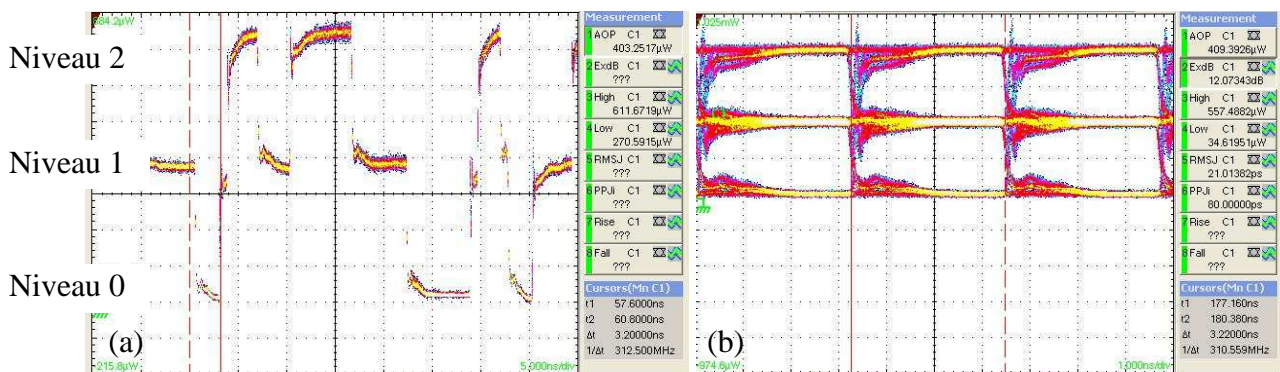 Niveau 2
Niveau 1
Niveau 0
684.2µW
(a)
-215.8µW
5.000ns/div
Measurement
1 AOP C1
403.2517µW
2 ExdB C1
???
3 High C1
611.6719µW
4 Low C1
270.5915µW
5 RMSJ C1
???
6 PPJi C1
???
7 Rise C1
???
8 Fall C1
???
Cursors(Mn C1)
t1 57.6000ns
t2 60.8000ns
Δt 3.20000ns
1/Δt 312.500MHz
1.025mW
(b)
-974.6µW
1.000ns/div
Measurement
1 AOP C1
409.3926µW
2 ExdB C1
12.07343dB
3 High C1
557.4882µW
4 Low C1
34.61951µW
5 RMSJ C1
21.01382ps
6 PPJi C1
80.00000ps
7 Rise C1
???
8 Fall C1
???
Cursors(Mn C1)
t1 177.160ns
t2 180.380ns
Δt 3.22000ns
1/Δt 310.559MHz